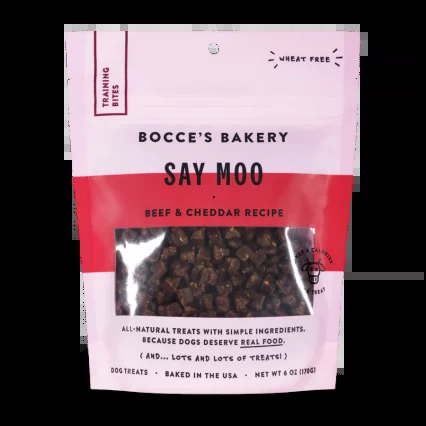 TRAINING
BITES
WHEAT FREE
BOCCE'S BAKERY
SAY MOO
BEEF & CHEDDAR RECIPE
CALORIES
TREAT
ALL-NATURAL TREATS WITH SIMPLE INGREDIENTS.
BECAUSE DOGS DESERVE REAL FOOD.
(AND... LOTS AND LOTS OF TREATS!)
DOG TREATS • BAKED IN THE USA • NET WT 6 OZ (170G)